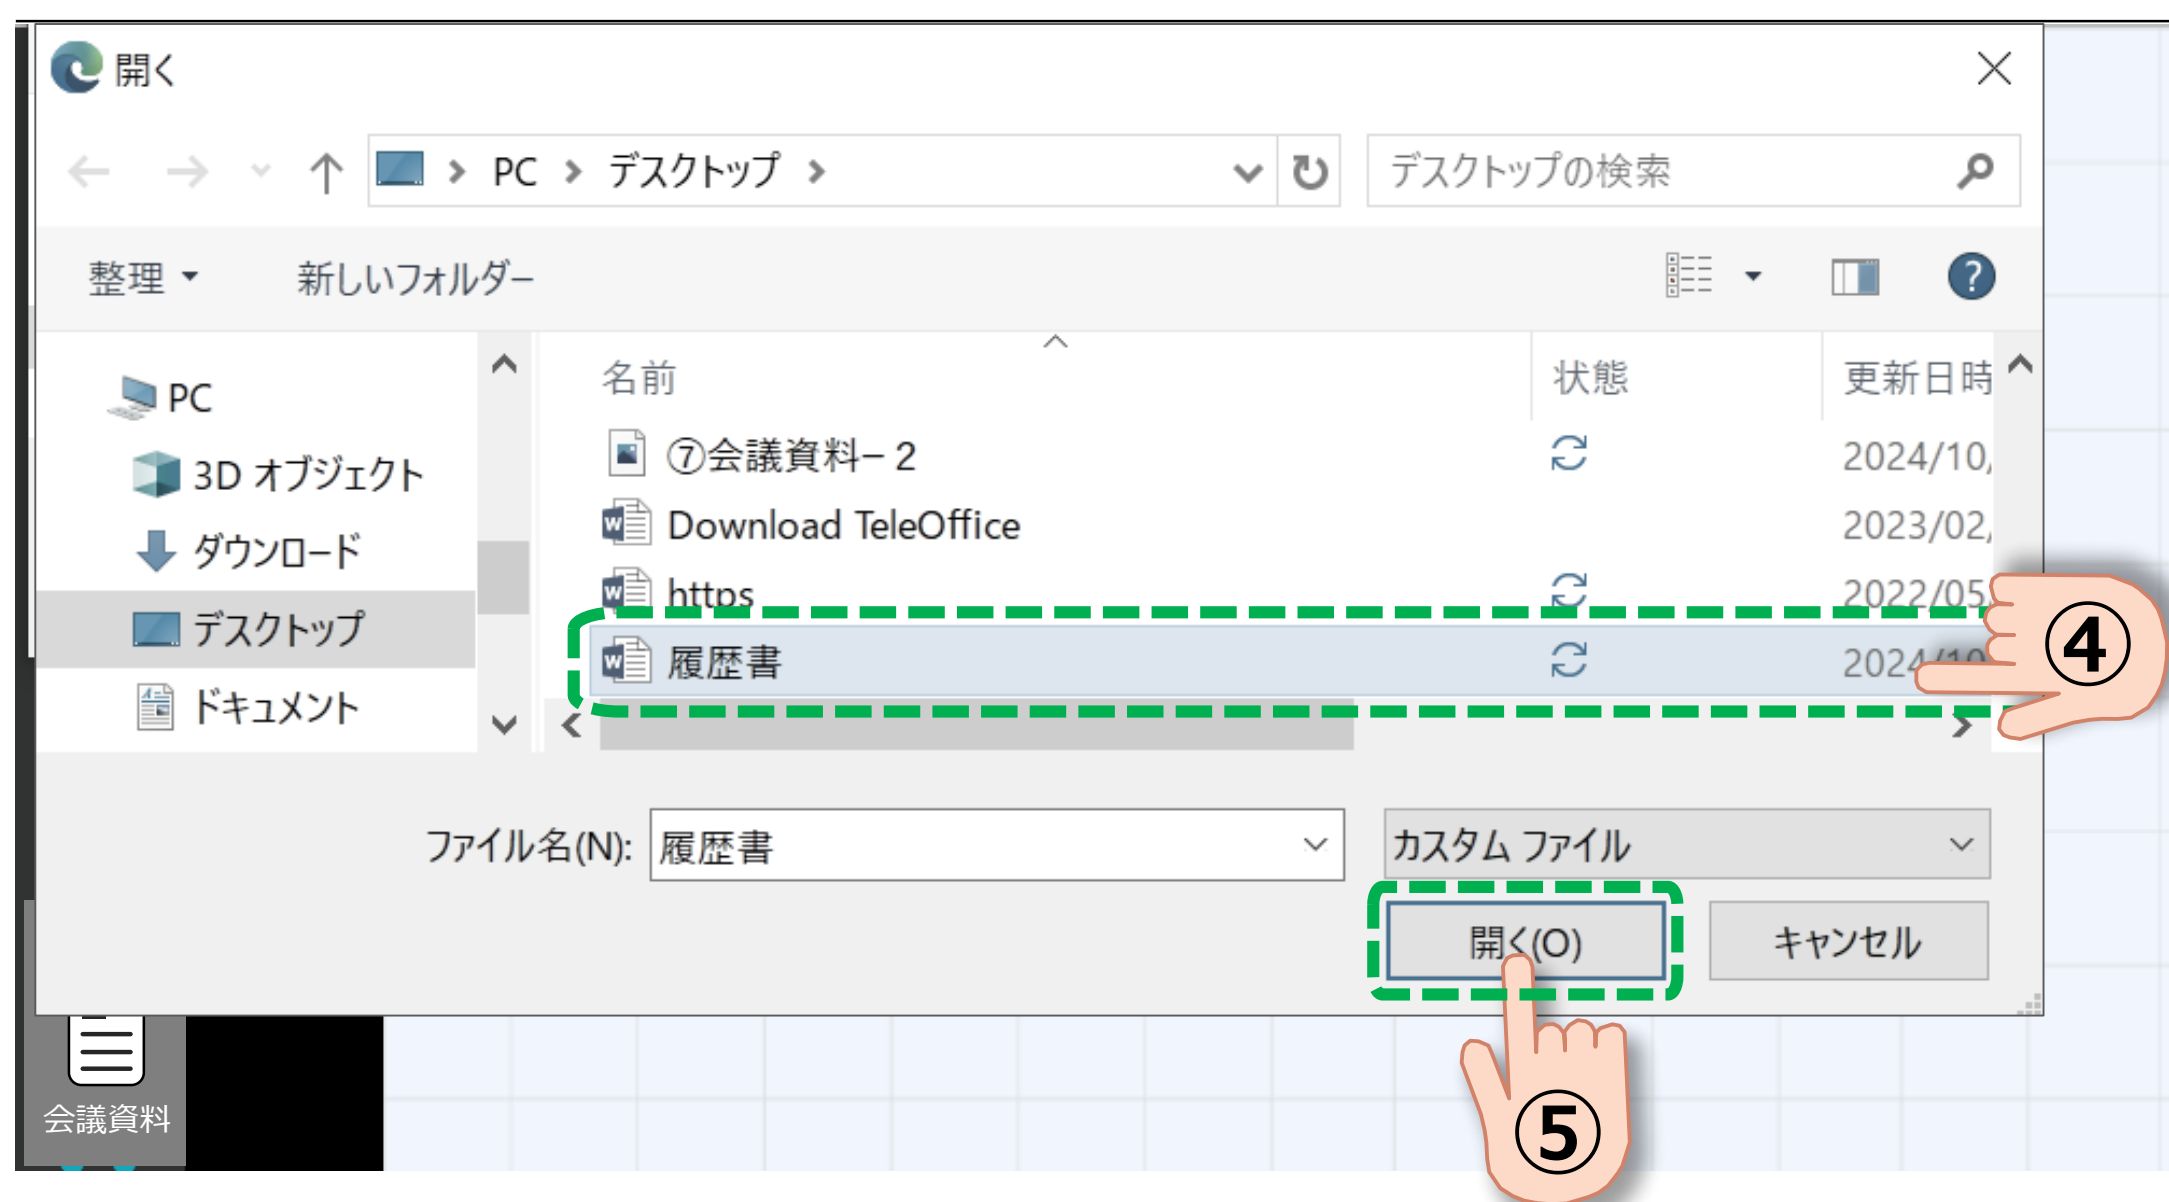 開く
PC
デスクトップ
デスクトップの検索
整理
新しいフォルダー
PC
3D オブジェクト
ダウンロード
デスクトップ
ドキュメント
名前 状態 更新日時
⑦会議資料−2 2024/10/
Download TeleOffice 2023/02/
https 2022/05
履歴書 2024/10
④
ファイル名(N): 履歴書 カスタム ファイル
開く(O) キャンセル
⑤
会議資料